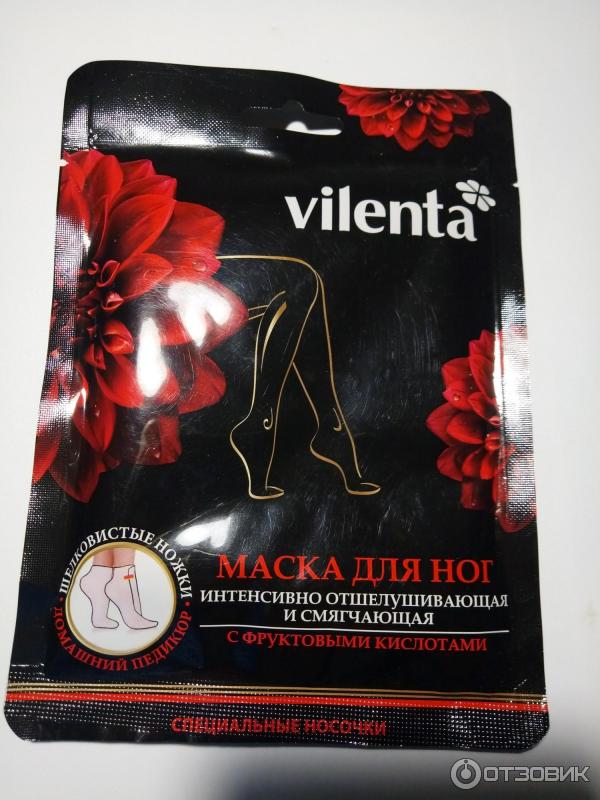 vilenta
МАСКА ДЛЯ НОГ
ИНТЕНСИВНО ОТШЕЛУШИВАЮЩАЯ
И СМЯГЧАЮЩАЯ
С ФРУКТОВЫМИ КИСЛОТАМИ
ШЕЛКОВИСТЫЕ НОЖКИ
• ДОМАШНИЙ ПЕДИКЮР •
СПЕЦИАЛЬНЫЕ НОСОЧКИ
ОТЗОВИК